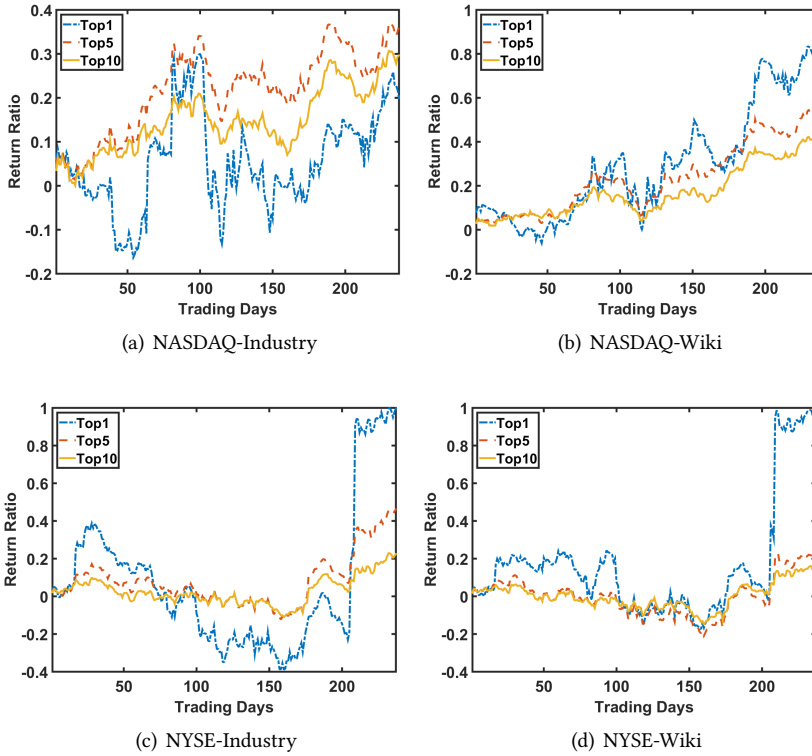 0.4
0.3
0.2
0.1
0
-0.1
-0.2
Return Ratio
Top1
Top5
Top10
50
100
150
200
Trading Days
(a) NASDAQ-Industry
1
0.8
0.6
0.4
0.2
0
-0.2
Return Ratio
Top1
Top5
Top10
50
100
150
200
Trading Days
(b) NASDAQ-Wiki
1
0.8
0.6
0.4
0.2
0
-0.2
-0.4
Return Ratio
Top1
Top5
Top10
50
100
150
200
Trading Days
(c) NYSE-Industry
1
0.8
0.6
0.4
0.2
0
-0.2
-0.4
Return Ratio
Top1
Top5
Top10
50
100
150
200
Trading Days
(d) NYSE-Wiki